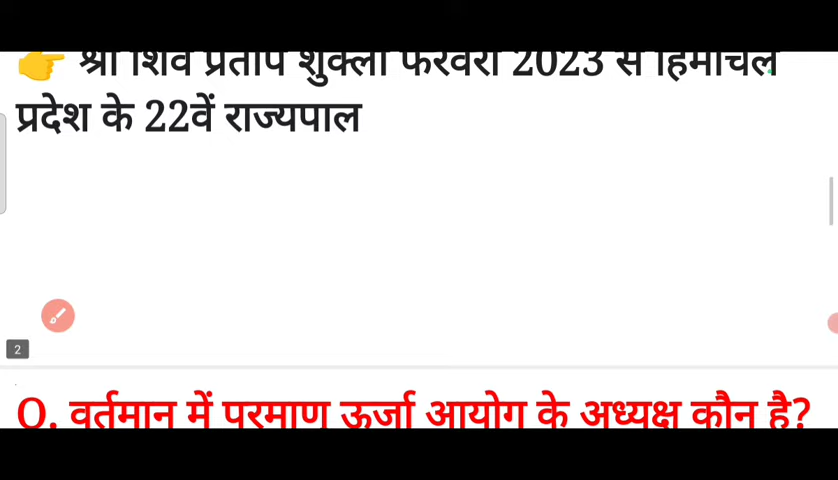 👉 श्री शिव प्रताप शुक्ला फरवरी 2023 से हिमाचल
प्रदेश के 22वें राज्यपाल
2
Q. वर्तमान में परमाणु ऊर्जा आयोग के अध्यक्ष कौन है?